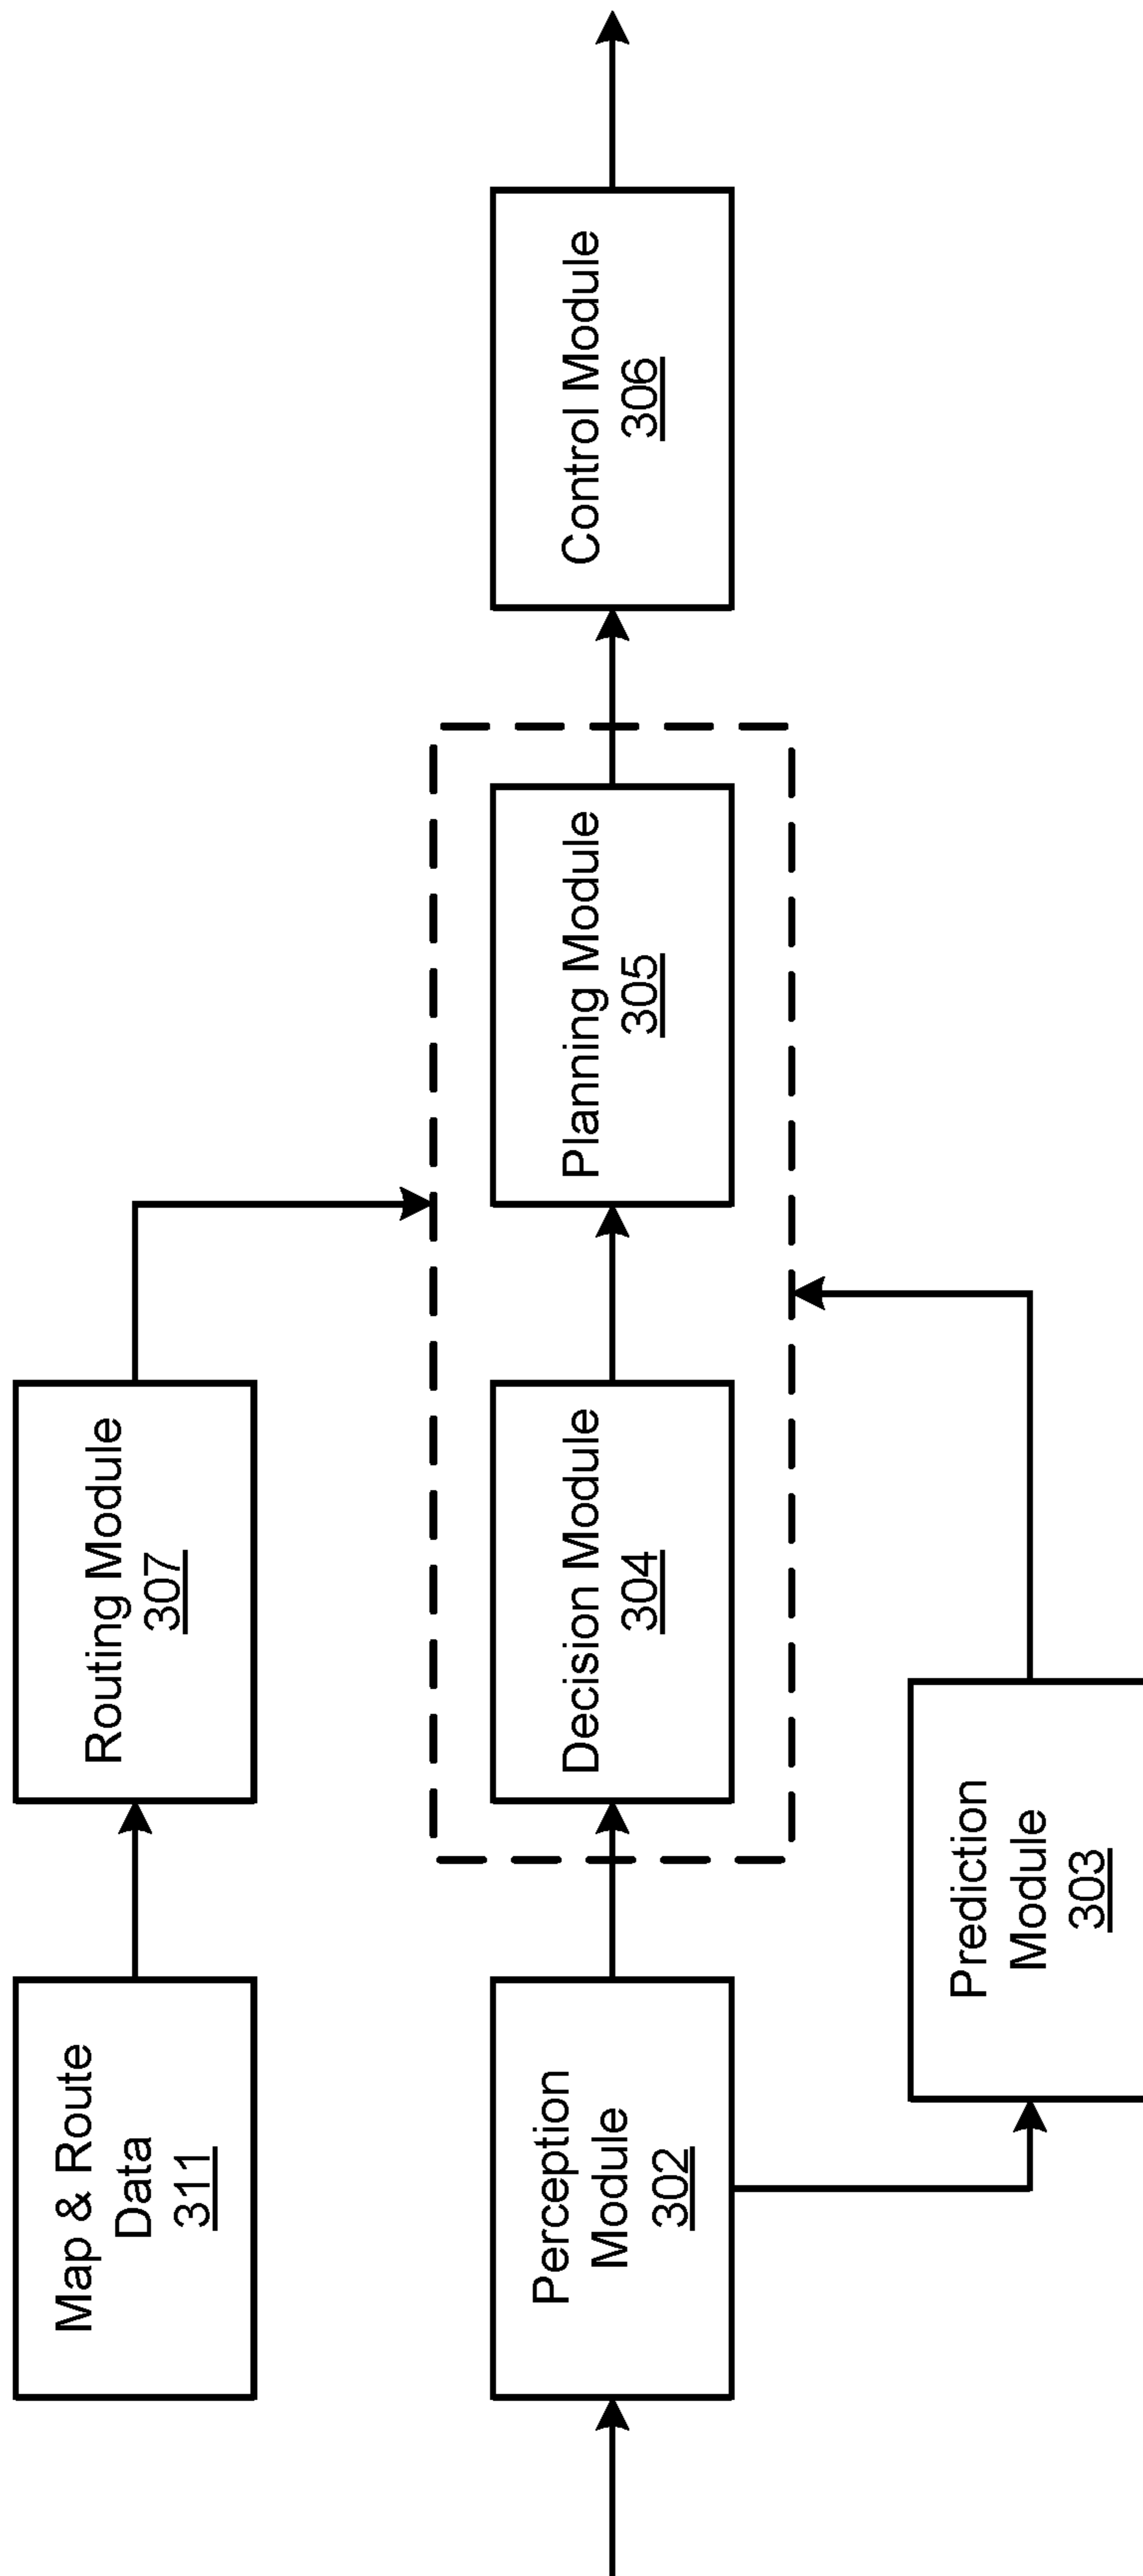 Map & Route
Data
311
Routing Module
307
Perception
Module
302
Decision Module
304
Planning Module
305
Control Module
306
Prediction
Module
303